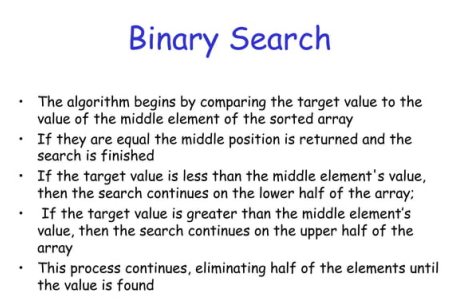 Binary Search
• The algorithm begins by comparing the target value to the
value of the middle element of the sorted array
• If they are equal the middle position is returned and the
search is finished
• If the target value is less than the middle element's value,
then the search continues on the lower half of the array;
• If the target value is greater than the middle element's
value, then the search continues on the upper half of the
array
• This process continues, eliminating half of the elements until
the value is found